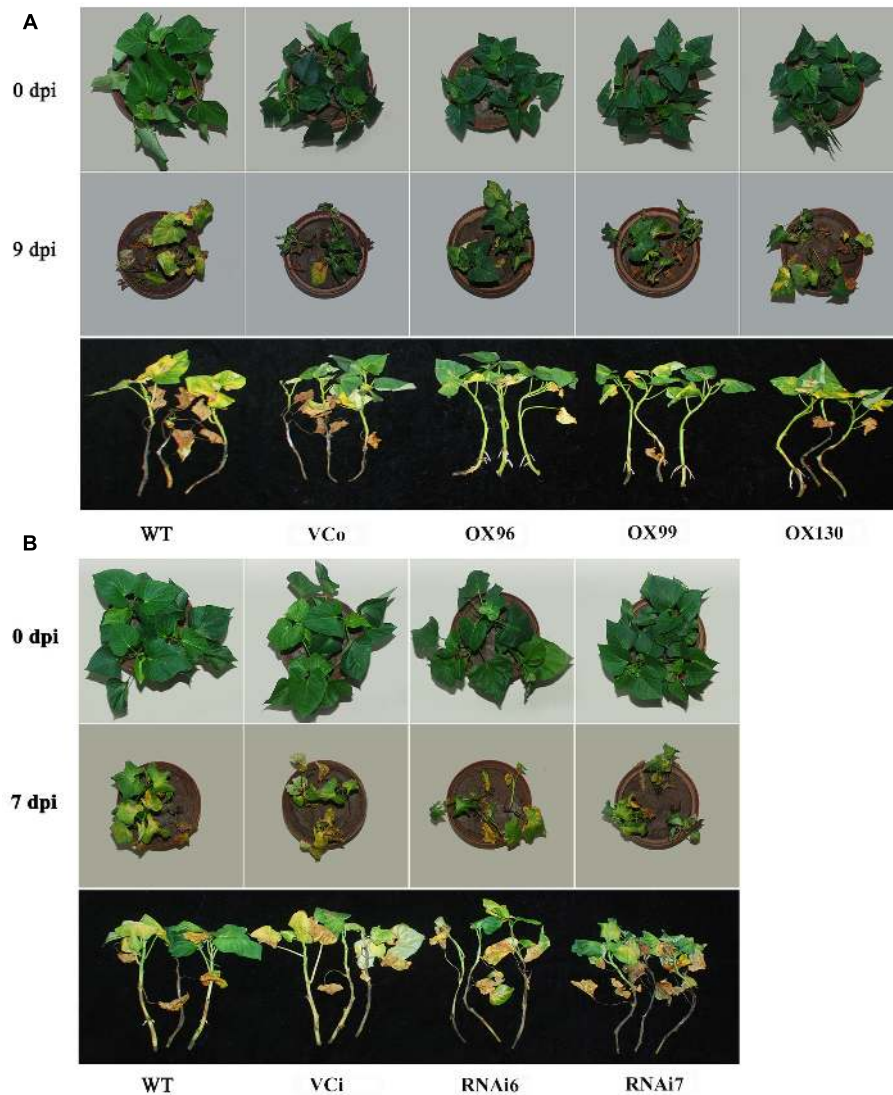 A
0 dpi
9 dpi
WT VCo OX96 OX99 OX130
B
0 dpi
7 dpi
WT VCi RNAi6 RNAi7